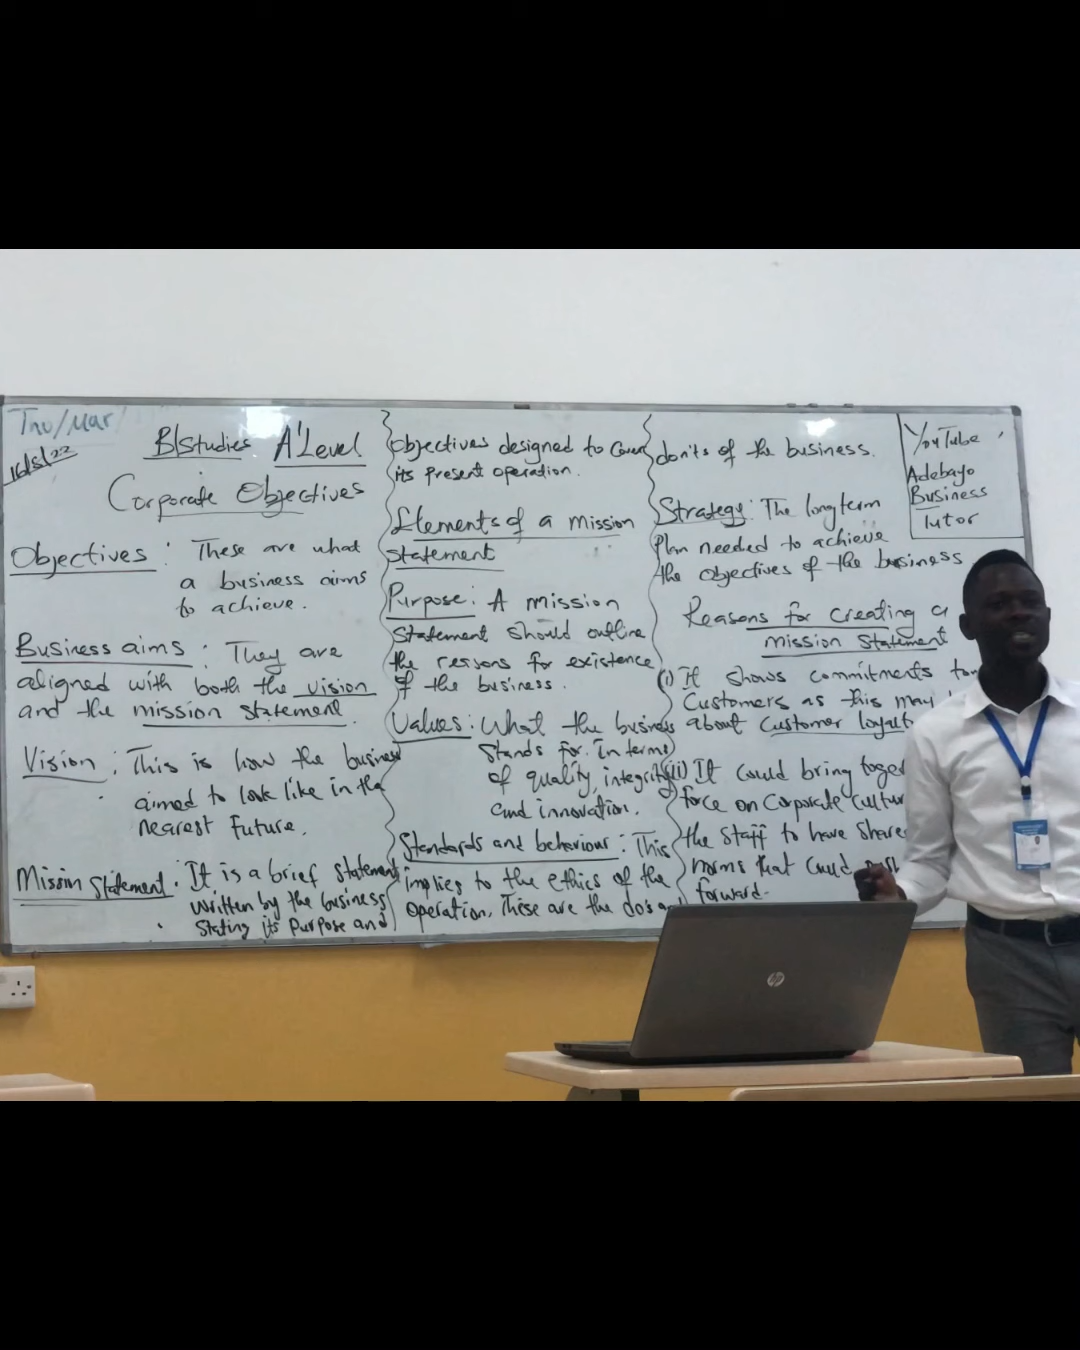 Thu/Mar/
16/5/22
B/Studies A'Level
Corporate Objectives
Objectives : These are what
a business aims
to achieve.
Business aims : They are
aligned with both the vision
and the mission statement.
Vision : This is how the business
aimed to look like in the
nearest future.
Mission statement . It is a brief statement
written by the business
stating its purpose and
Objectives designed to Cover
its present operation.
Elements of a mission
statement
Purpose : A mission
statement should outline
the reasons for existence
of the business.
Values : What the business
stands for. In terms
of quality, integrity
and innovation.
Standards and behaviour : This
implies to the ethics of the
operation. These are the do's a
don'ts of the business.
Strategy : The long term
plan needed to achieve
the objectives of the business
Reasons for creating a
mission statement
(i) It shows commitments
Customers as this may
about customer loyalt
(ii) It could bring toge
force on corporate cultur
the staff to have share
norms that could
forward.
YouTube
Adebayo
Business
Tutor
hp